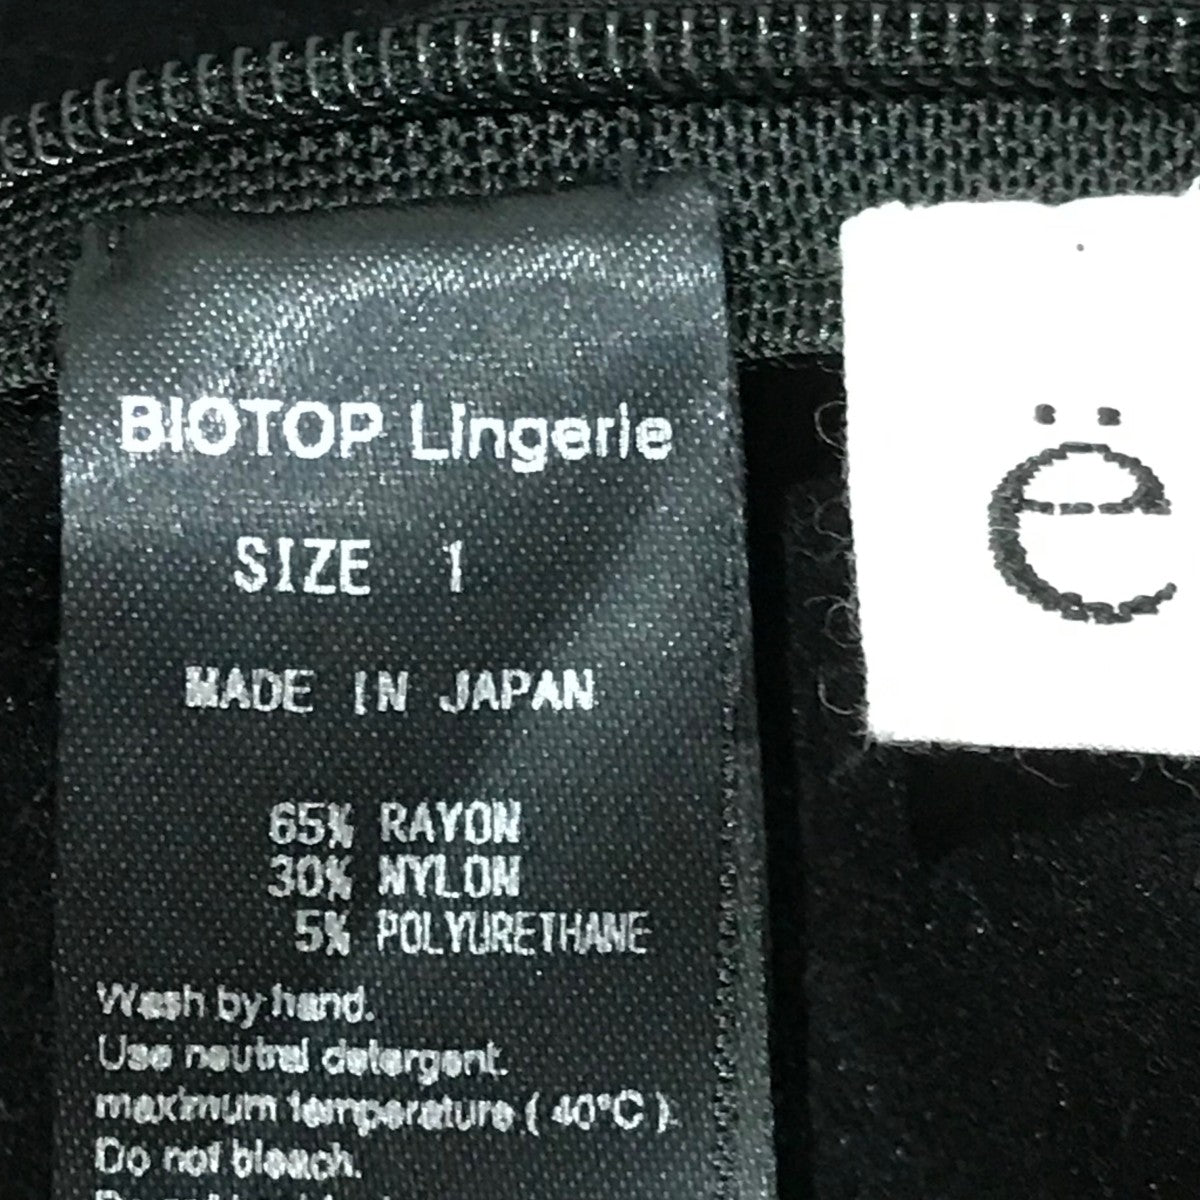 BIOTOP Lingerie
SIZE 1
MADE IN JAPAN
65% RAYON
30% NYLON
5% POLYURETHANE
Wash by hand.
Use neutral detergent.
maximum temperature ( 40°C ).
Do not bleach.
ë